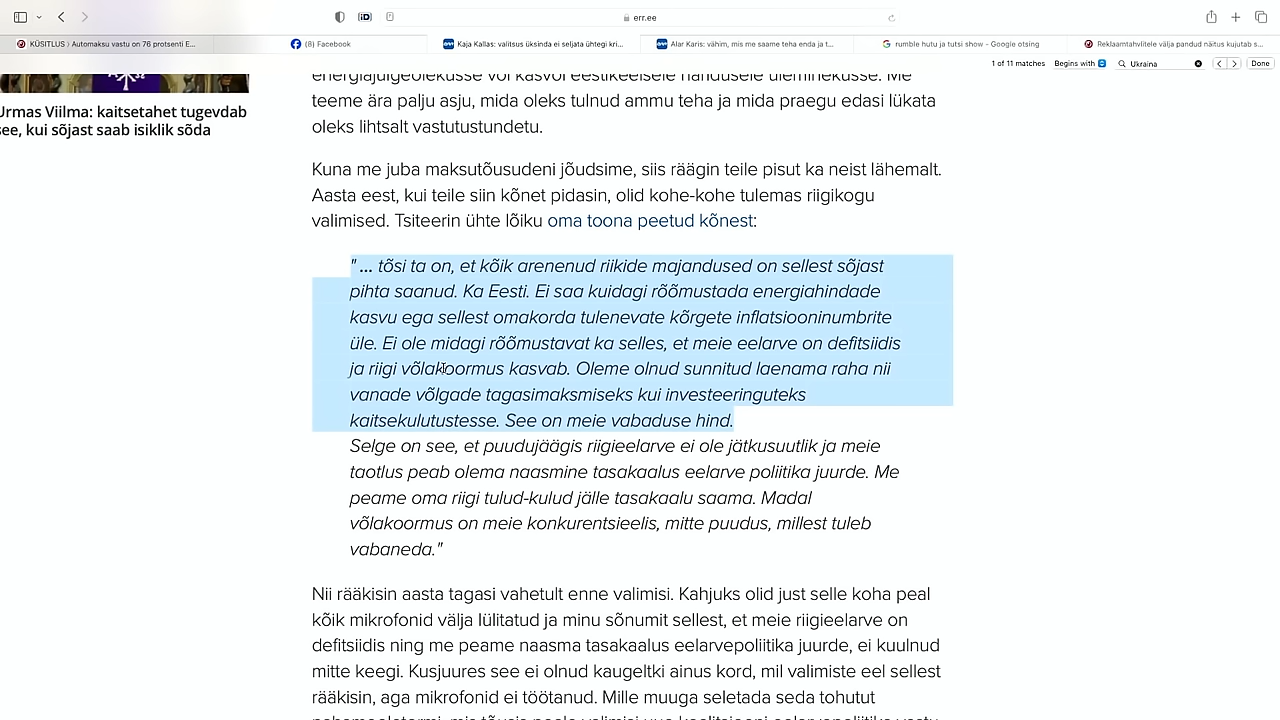 err.ee
KÜSITLUS ⟩ Automaksu vastu on 76 protsenti E...
(8) Facebook
Kaja Kallas: valitsus üksinda ei seljata ühtegi kri...
Alar Karis: vähim, mis me saame teha enda ja t...
rumble hutu ja tutsi show - Google otsing
Reklaamtahvlitele välja pandud näitus kujutab s...
1 of 11 matches
Begins with
Ukraina
Done
Urmas Viilma: kaitsetahet tugevdab
see, kui sõjast saab isiklik sõda
teeme ära palju asju, mida oleks tulnud ammu teha ja mida praegu edasi lükata
oleks lihtsalt vastutustundetu.
Kuna me juba maksutõusudeni jõudsime, siis räägin teile pisut ka neist lähemalt.
Aasta eest, kui teile siin kõnet pidasin, olid kohe-kohe tulemas riigikogu
valimised. Tsiteerin ühte lõiku oma toona peetud kõnest:
" ... tõsi ta on, et kõik arenenud riikide majandused on sellest sõjast
pihta saanud. Ka Eesti. Ei saa kuidagi rõõmustada energiahindade
kasvu ega sellest omakorda tulenevate kõrgete inflatsiooninumbrite
üle. Ei ole midagi rõõmustavat ka selles, et meie eelarve on defitsiidis
ja riigi võlakoormus kasvab. Oleme olnud sunnitud laenama raha nii
vanade võlgade tagasimaksmiseks kui investeeringuteks
kaitsekulutustesse. See on meie vabaduse hind.
Selge on see, et puudujäägis riigieelarve ei ole jätkusuutlik ja meie
taotlus peab olema naasmine tasakaalus eelarve poliitika juurde. Me
peame oma riigi tulud-kulud jälle tasakaalu saama. Madal
võlakoormus on meie konkurentsieelis, mitte puudus, millest tuleb
vabaneda."
Nii rääkisin aasta tagasi vahetult enne valimisi. Kahjuks olid just selle koha peal
kõik mikrofonid välja lülitatud ja minu sõnumit sellest, et meie riigieelarve on
defitsiidis ning me peame naasma tasakaalus eelarvepoliitika juurde, ei kuulnud
mitte keegi. Kusjuures see ei olnud kaugeltki ainus kord, mil valimiste eel sellest
rääkisin, aga mikrofonid ei töötanud. Mille muuga seletada seda tohutut